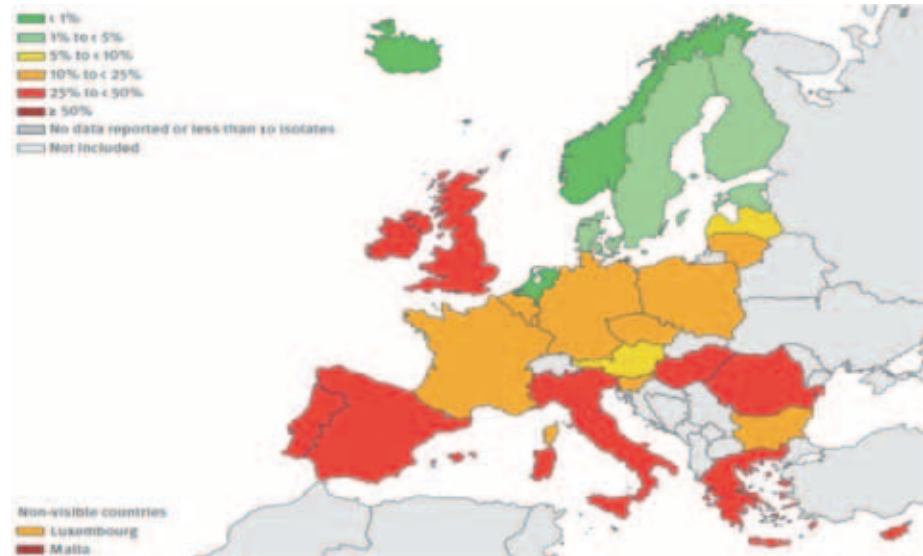 < 1%
1% to < 5%
5% to < 10%
10% to < 25%
25% to < 50%
≥ 50%
No data reported or less than 10 isolates
Not included
Non-visible countries
Luxembourg
Malta